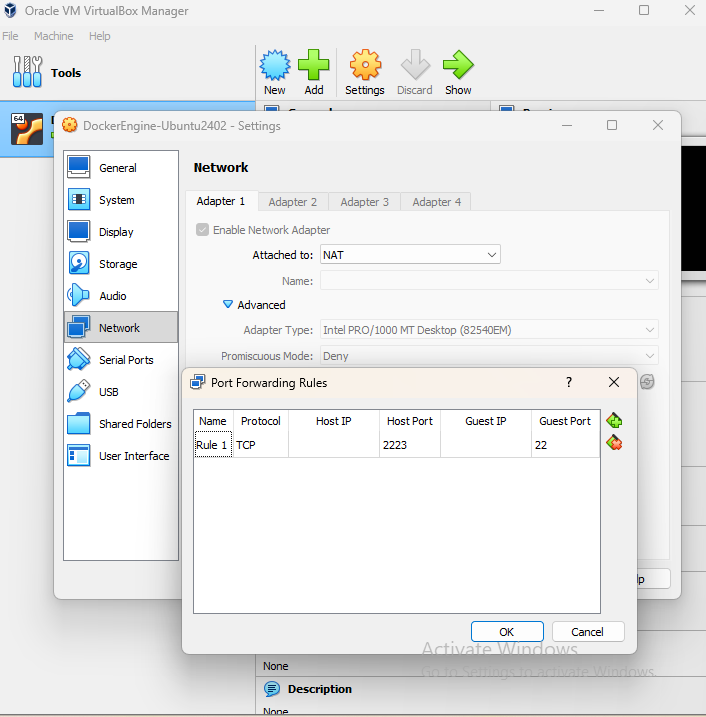 Oracle VM VirtualBox Manager
File Machine Help
Tools
New Add Settings Discard Show
64
DockerEngine-Ubuntu2402 - Settings
General
System
Display
Storage
Audio
Network
Serial Ports
USB
Shared Folders
User Interface
Network
Adapter 1 Adapter 2 Adapter 3 Adapter 4
Enable Network Adapter
Attached to: NAT
Name:
Advanced
Adapter Type: Intel PRO/1000 MT Desktop (82540EM)
Promiscuous Mode: Deny
Port Forwarding Rules ?
Name Protocol Host IP Host Port Guest IP Guest Port
Rule 1 TCP 2223 22
OK Cancel
Activate Windows
Go to Settings to activate Windows.
None
Description
None